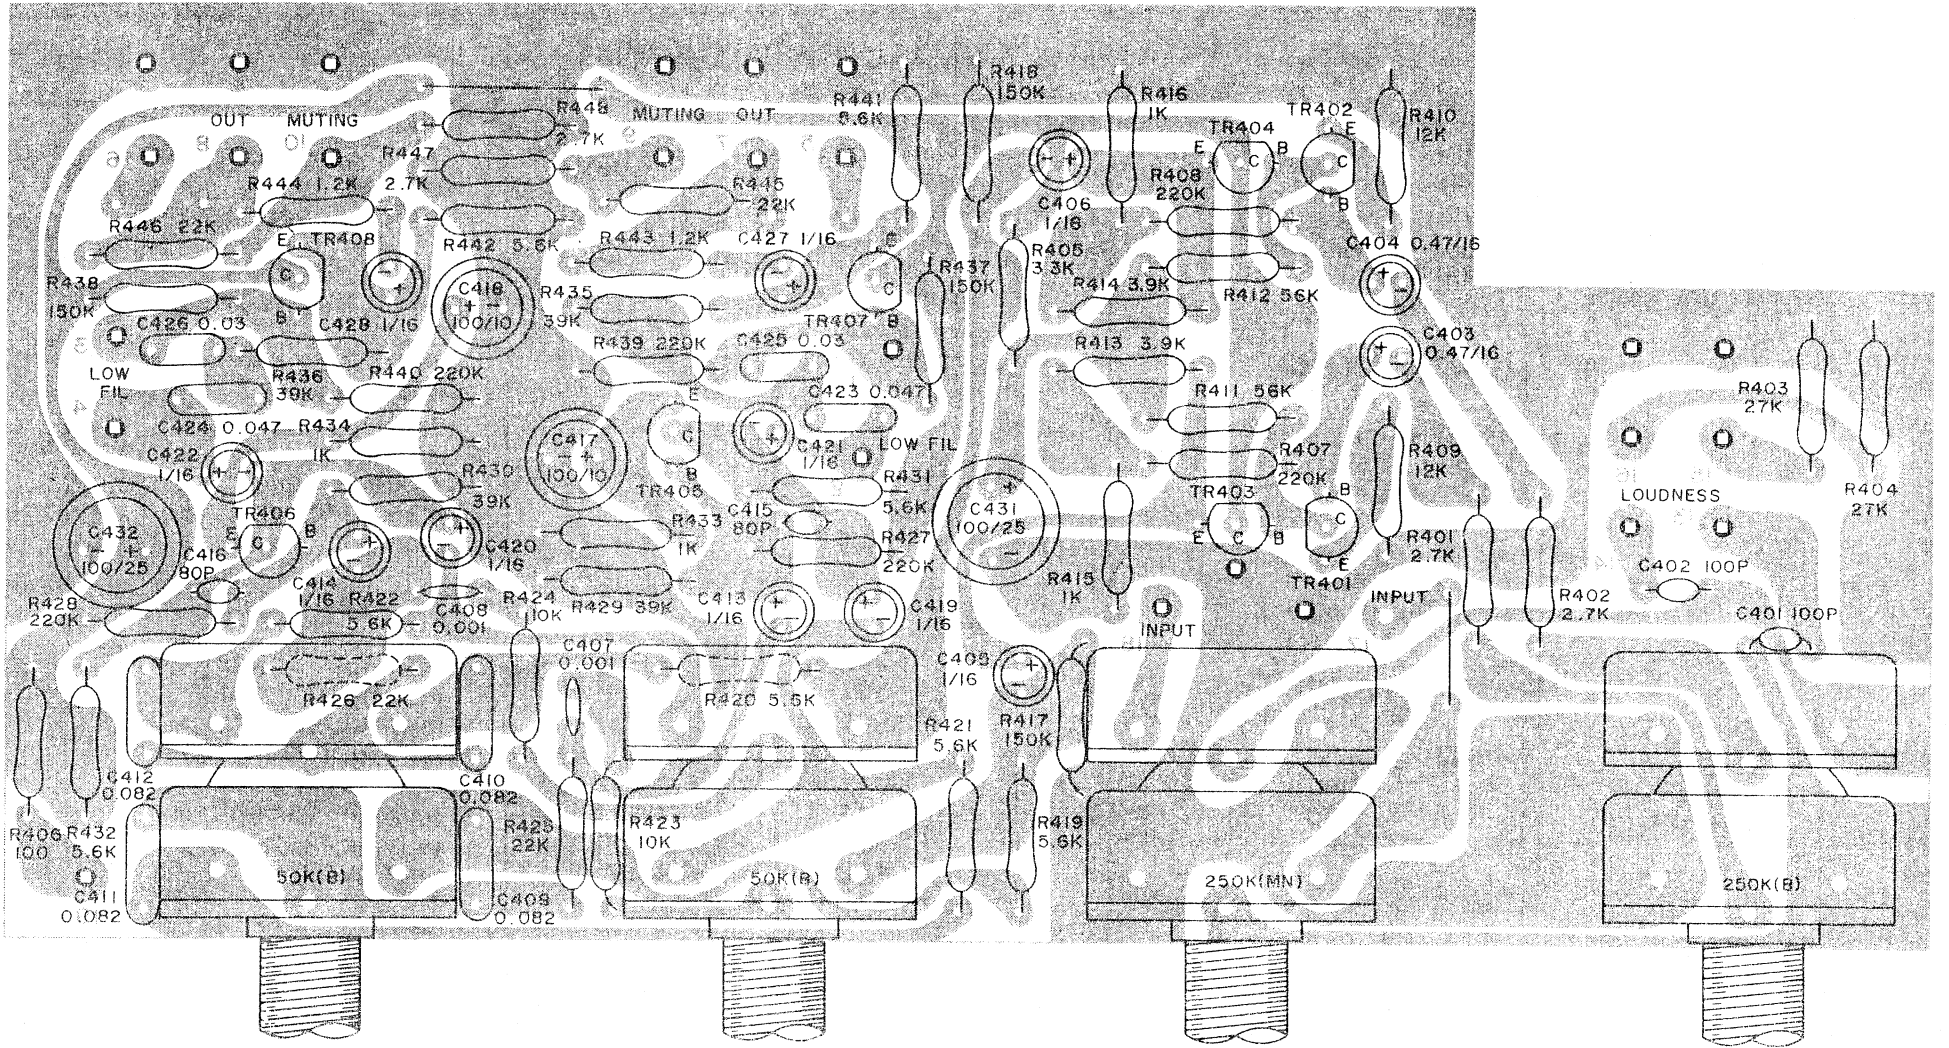 OUT MUTING
6 8 10
R448
2.7K
R447
2.7K
R444 1.2K
R446 22K
E TR408
C
B
R442 5.6K
R438
150K
C426 0.03
C428 1/16
C418
100/10
MUTING OUT
9 7 5
R441
5.6K
R445
22K
R443 1.2K
C427 1/16
R435
39K
E
C
B
TR407
R437
150K
R439 220K
C425 0.03
R418
150K
R416
1K
TR402
E
C
B
TR404
E C B
R410
12K
R408
220K
C406
1/16
R405
3.3K
C404 0.47/16
R414 3.9K
R412 56K
C403
0.47/16
R413 3.9K
R411 56K
3
LOW
FIL
4
R436
39K
R440 220K
C424 0.047
R434
1K
C422
1/16
R430
39K
C417
100/10
E
C
B
TR405
C423 0.047
C421
1/16
LOW FIL
R431
5.6K
C415
80P
R433
1K
R427
220K
C431
100/25
R407
220K
R409
12K
TR403
E C B
B
C
E
TR401
R401
2.7K
R403
27K
R404
27K
LOUDNESS
C402 100P
C401 100P
R402
2.7K
INPUT
C432
100/25
TR406
E C B
C416
80P
C414
1/16
C420
1/16
R428
220K
R422
5.6K
C408
0.001
R424
10K
R429 39K
C413
1/16
C419
1/16
R415
1K
INPUT
C407
0.001
R426 22K
R420 5.6K
C405
1/16
R417
150K
R421
5.6K
C412
0.082
C410
0.082
R406
100
R432
5.6K
C411
0.082
C409
0.082
R425
22K
R423
10K
R419
5.6K
50K(B)
50K(B)
250K(MN)
250K(B)